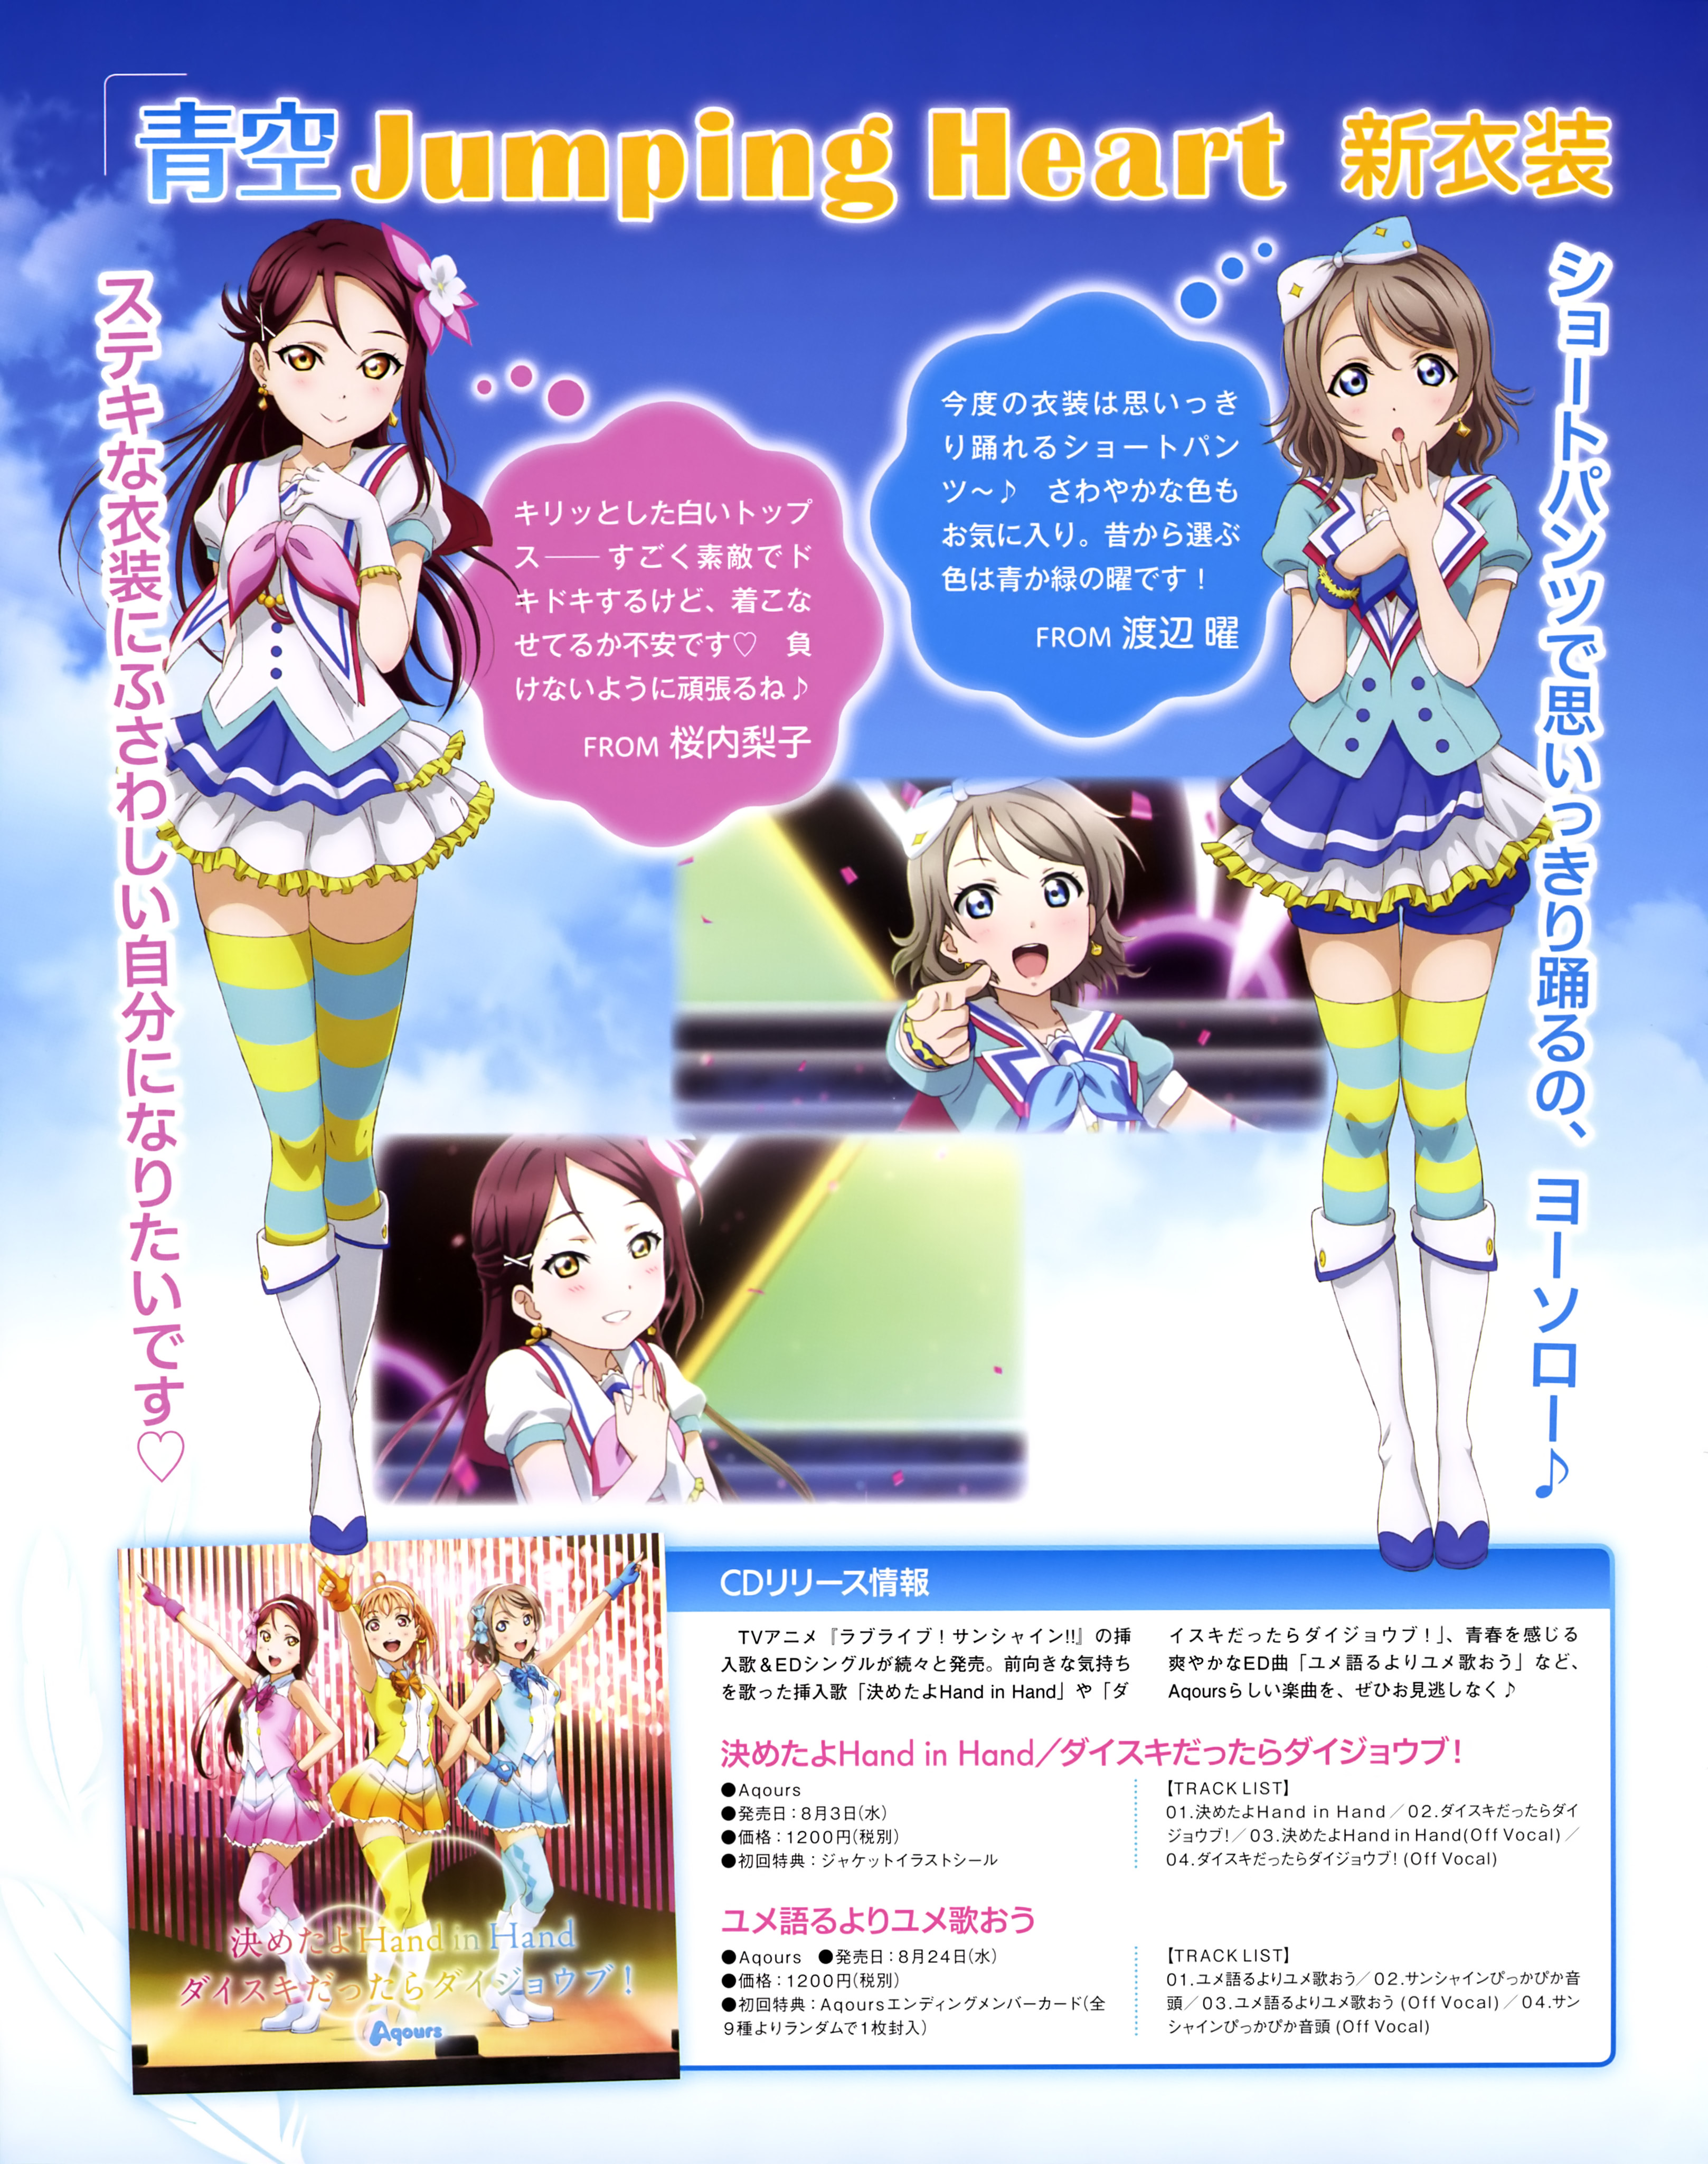 「青空Jumping Heart 新衣装
ステキな衣装にふさわしい自分になりたいです♡
キリッとした白いトップ
ス――すごく素敵でド
キドキするけど、着こな
せてるか不安です♡　負
けないように頑張るね♪
FROM 桜内梨子
今度の衣装は思いっき
り踊れるショートパン
ツ～♪　さわやかな色も
お気に入り。昔から選ぶ
色は青か緑の曜です！
FROM 渡辺 曜
ショートパンツで思いっきり踊るの、ヨーソロー♪
決めたよHand in Hand
ダイスキだったらダイジョウブ！
Aqours
CDリリース情報
TVアニメ『ラブライブ！サンシャイン!!』の挿
入歌＆EDシングルが続々と発売。前向きな気持ち
を歌った挿入歌「決めたよHand in Hand」や「ダ
イスキだったらダイジョウブ！」、青春を感じる
爽やかなED曲「ユメ語るよりユメ歌おう」など、
Aqoursらしい楽曲を、ぜひお見逃しなく♪
決めたよHand in Hand／ダイスキだったらダイジョウブ！
●Aqours
●発売日：8月3日(水)
●価格：1200円(税別)
●初回特典：ジャケットイラストシール
【TRACK LIST】
01.決めたよHand in Hand／02.ダイスキだったらダイ
ジョウブ!／03.決めたよHand in Hand(Off Vocal)／
04.ダイスキだったらダイジョウブ! (Off Vocal)
ユメ語るよりユメ歌おう
●Aqours　●発売日：8月24日(水)
●価格：1200円(税別)
●初回特典：Aqoursエンディングメンバーカード(全
9種よりランダムで1枚封入)
【TRACK LIST】
01.ユメ語るよりユメ歌おう／02.サンシャインぴっかぴか音
頭／03.ユメ語るよりユメ歌おう (Off Vocal)／04.サン
シャインぴっかぴか音頭 (Off Vocal)